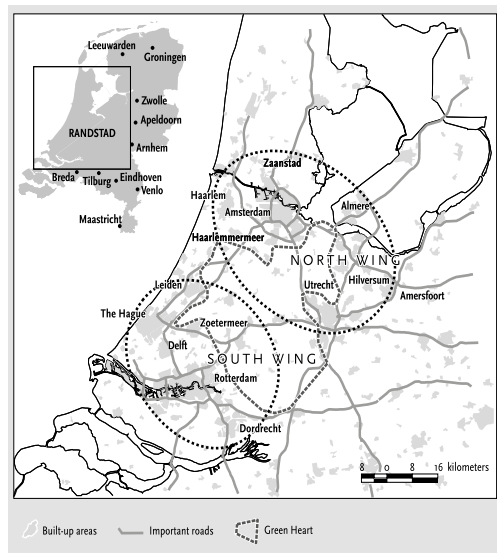 Leeuwarden
Groningen
Zwolle
Apeldoorn
RANDSTAD
Arnhem
Breda
Tilburg
Eindhoven
Venlo
Maastricht
Zaanstad
Haarlem
Amsterdam
Almere
Haarlemmermeer
NORTH WING
Leiden
Utrecht
Hilversum
Amersfoort
The Hague
Zoetermeer
Delft
SOUTH WING
Rotterdam
Dordrecht
8 0 8 16 kilometers
Built-up areas
Important roads
Green Heart